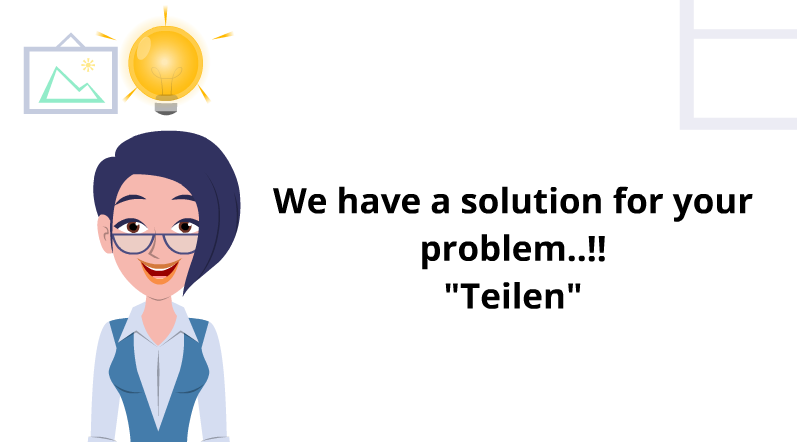 We have a solution for your
problem..!!
"Teilen"